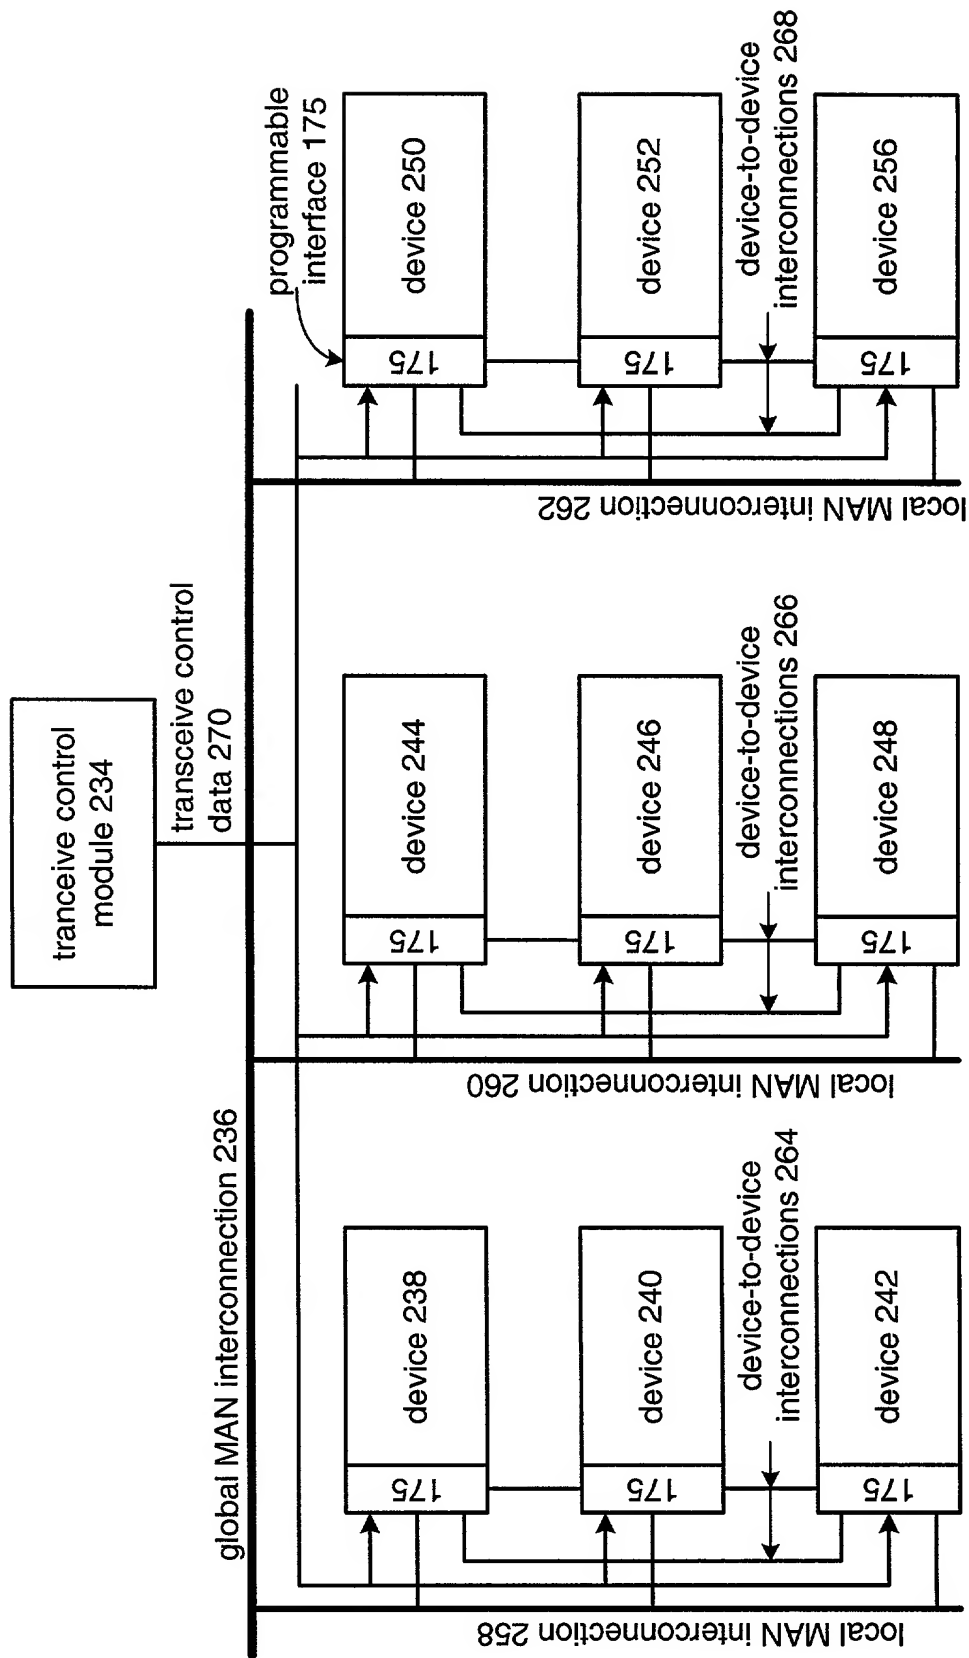 tranceive control
module 234
transceive control
data 270
global MAN interconnection 236
programmable
interface 175
175
device 238
175
device 244
175
device 250
175
device 240
175
device 246
175
device 252
device-to-device
interconnections 264
device-to-device
interconnections 266
device-to-device
interconnections 268
175
device 242
175
device 248
175
device 256
local MAN interconnection 258
local MAN interconnection 260
local MAN interconnection 262